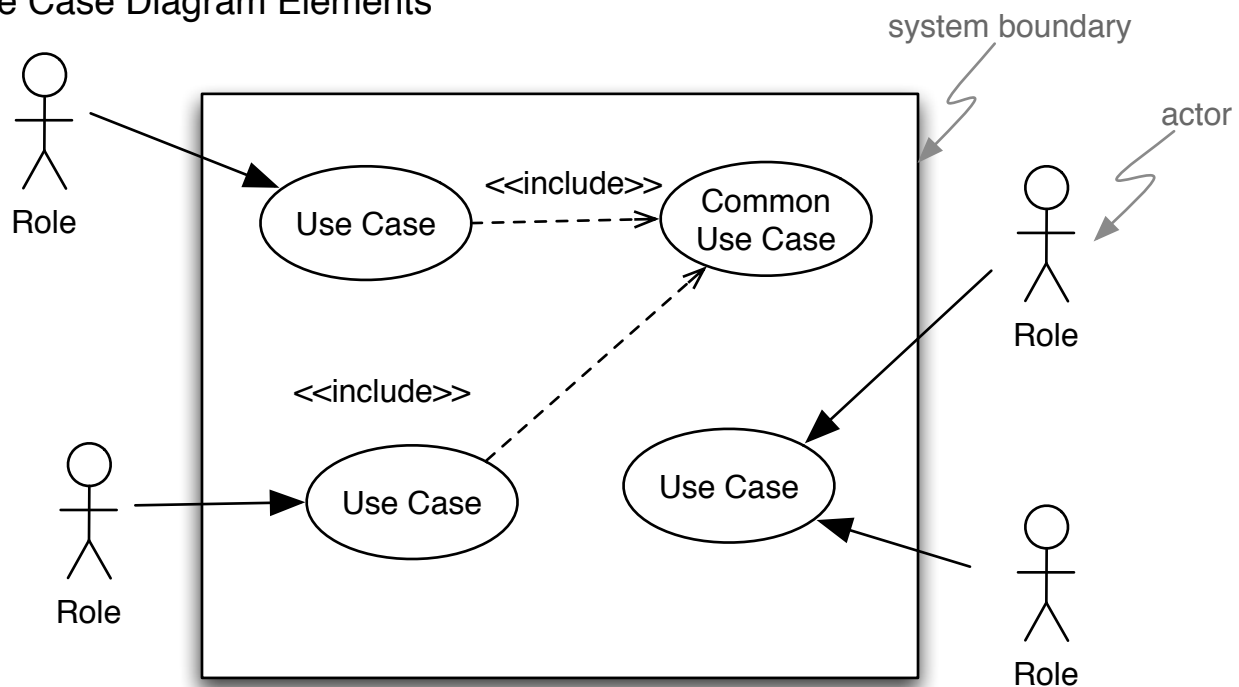 e Case Diagram Elements
system boundary
actor
Role
Use Case
<<include>>
Common
Use Case
Role
<<include>>
Use Case
Use Case
Role
Role